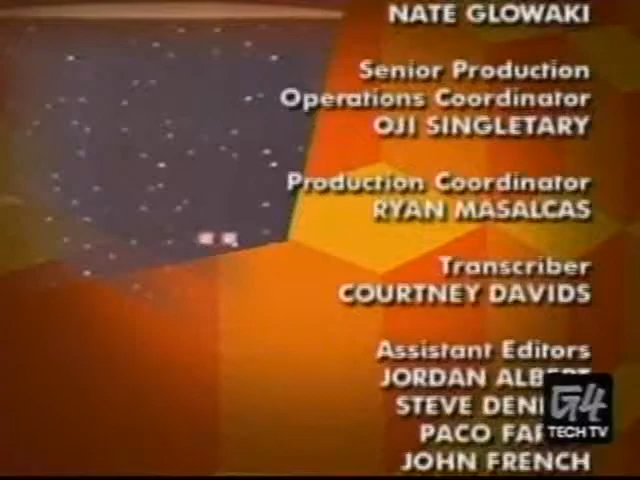 NATE GLOWAKI
Senior Production
Operations Coordinator
OJI SINGLETARY
Production Coordinator
RYAN MASALCAS
Transcriber
COURTNEY DAVIDS
Assistant Editors
JORDAN
STEVE
PACO
JOHN FRENCH
G4
TECH TV